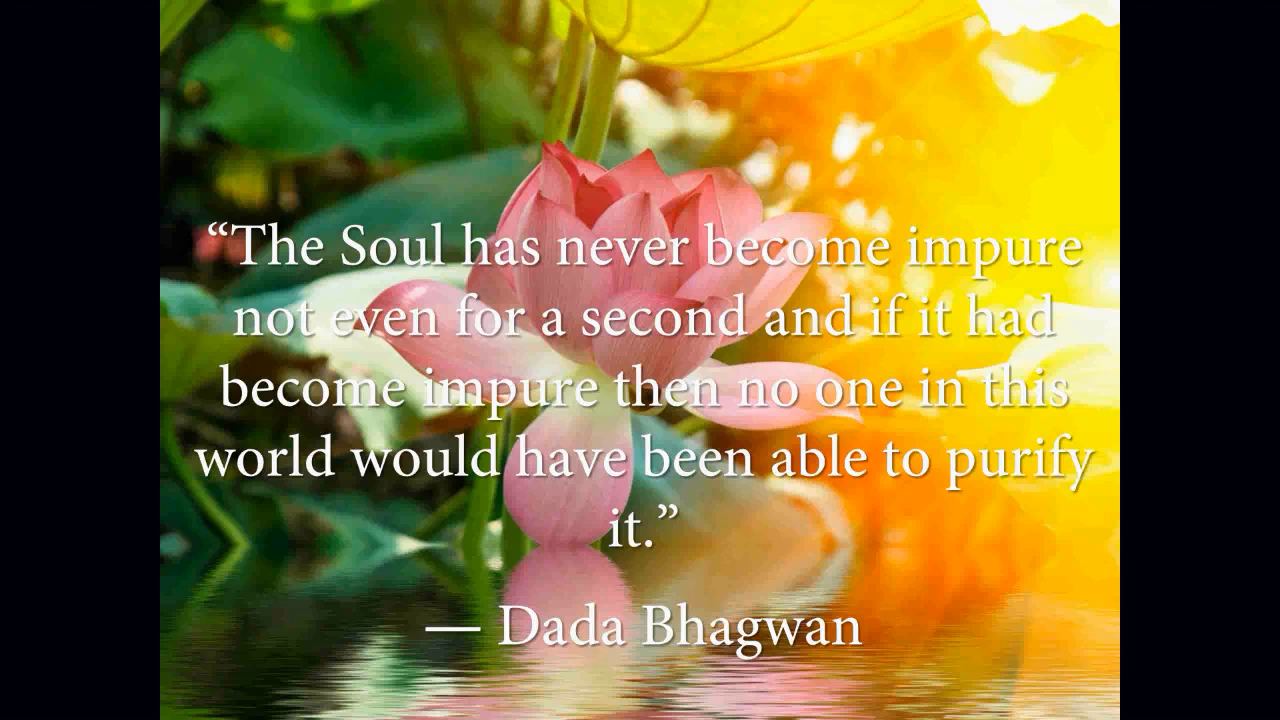 “The Soul has never become impure
not even for a second and if it had
become impure then no one in this
world would have been able to purify
it.”
— Dada Bhagwan